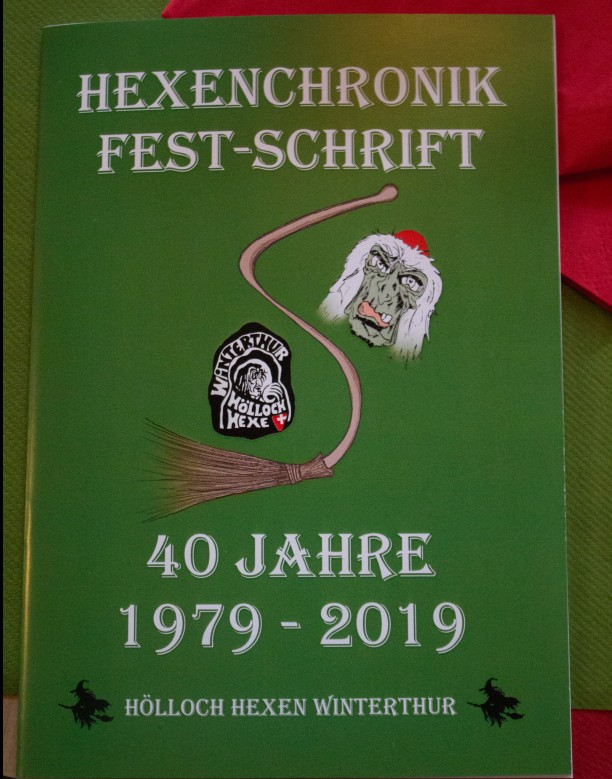 HEXENCHRONIK
FEST-SCHRIFT
WINTERTHUR
HÖLLOCH
HEXE
40 JAHRE
1979 - 2019
HÖLLOCH HEXEN WINTERTHUR